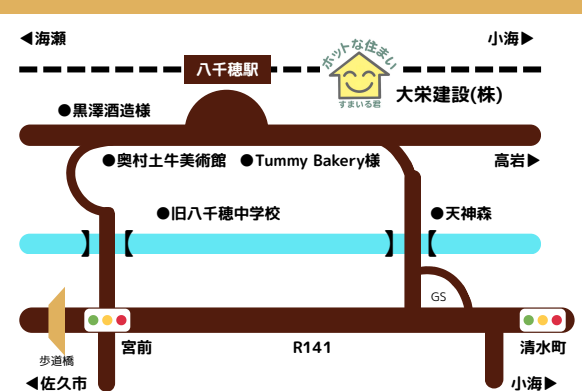 ◀海瀬
小海▶
ホットな住まい
八千穂駅
すまいる君
大栄建設(株)
●黒澤酒造様
●奥村土牛美術館 ●Tummy Bakery様
高岩▶
●旧八千穂中学校
●天神森
GS
宮前
R141
清水町
歩道橋
◀佐久市
小海▶